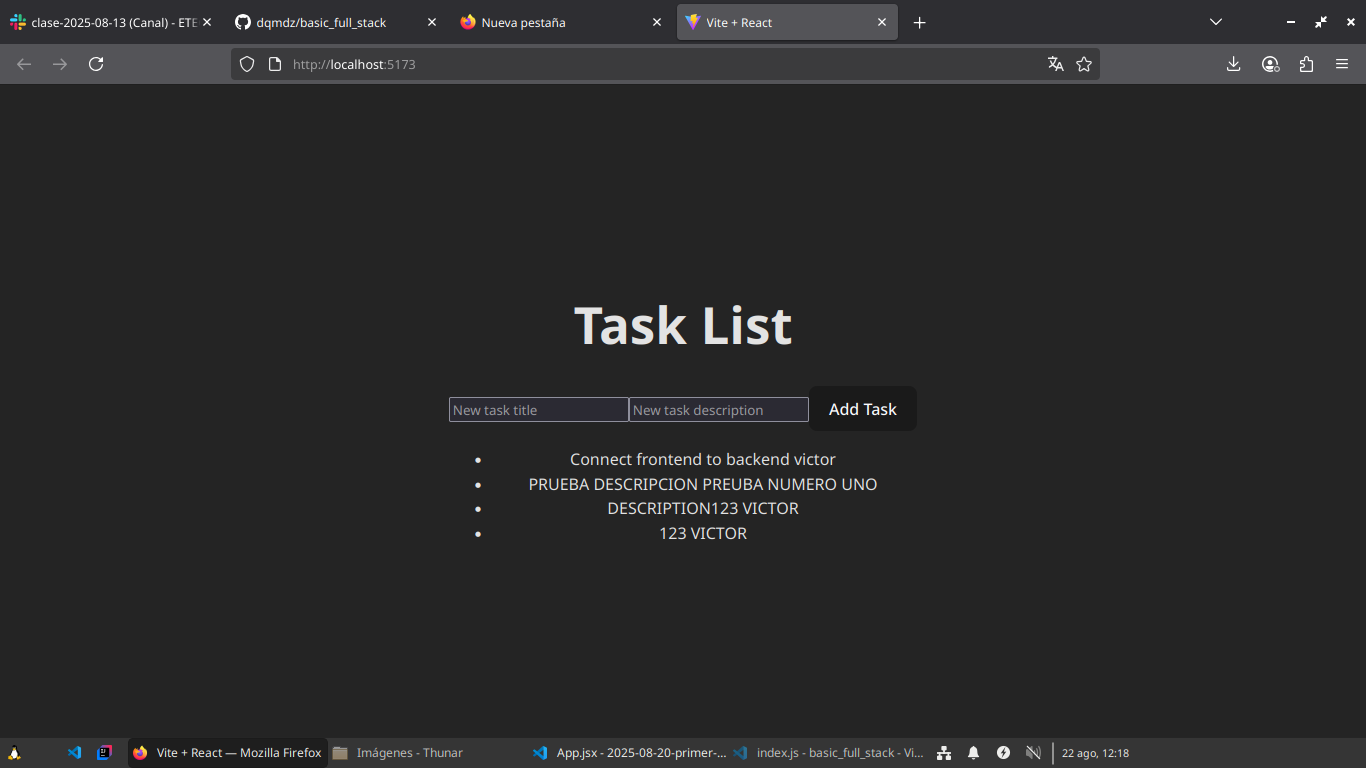 clase-2025-08-13 (Canal) - ETE
dqmdz/basic_full_stack
Nueva pestaña
Vite + React
http://localhost:5173
Task List
New task title New task description Add Task
• Connect frontend to backend victor
• PRUEBA DESCRIPCION PREUBA NUMERO UNO
• DESCRIPTION123 VICTOR
• 123 VICTOR
Vite + React — Mozilla Firefox
Imágenes - Thunar
App.jsx - 2025-08-20-primer-...
index.js - basic_full_stack - Vi...
22 ago, 12:18